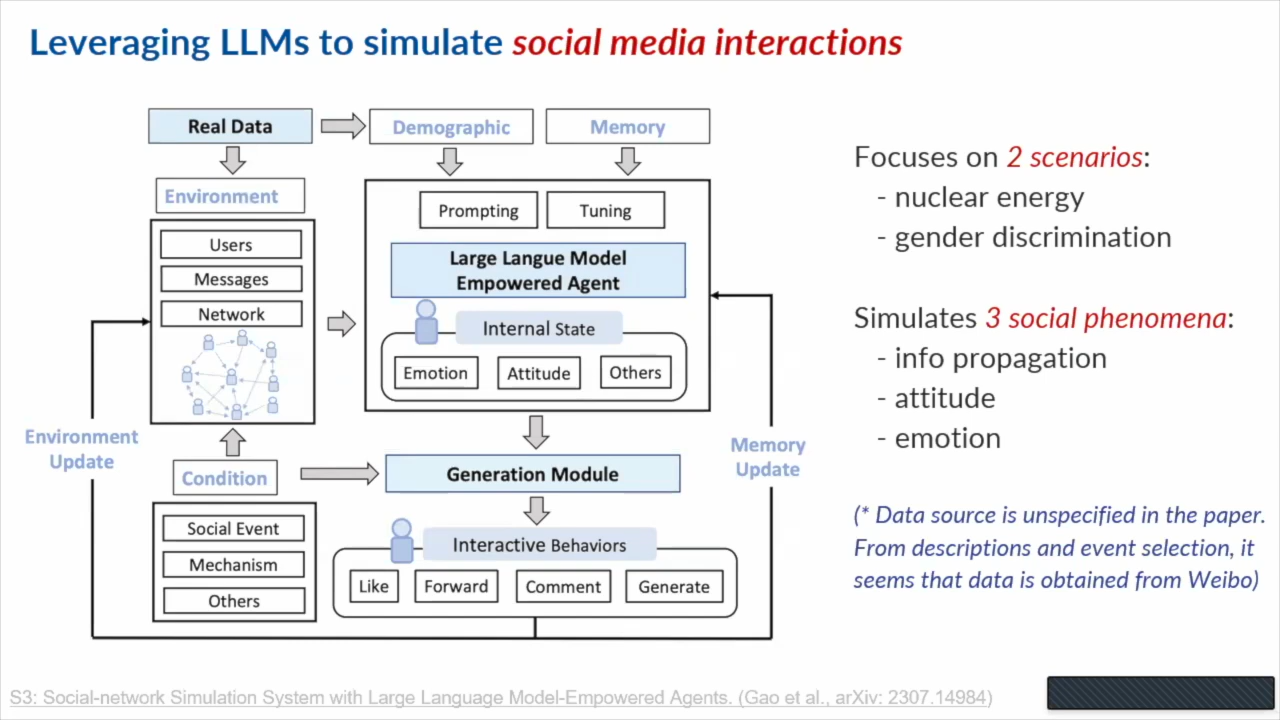 Leveraging LLMs to simulate social media interactions
Real Data
Demographic
Memory
Environment
Users
Messages
Network
Prompting
Tuning
Large Langue Model
Empowered Agent
Internal State
Emotion
Attitude
Others
Environment
Update
Condition
Social Event
Mechanism
Others
Generation Module
Interactive Behaviors
Like
Forward
Comment
Generate
Memory
Update
Focuses on 2 scenarios:
- nuclear energy
- gender discrimination
Simulates 3 social phenomena:
- info propagation
- attitude
- emotion
(* Data source is unspecified in the paper.
From descriptions and event selection, it
seems that data is obtained from Weibo)
S3: Social-network Simulation System with Large Language Model-Empowered Agents. (Gao et al., arXiv: 2307.14984)